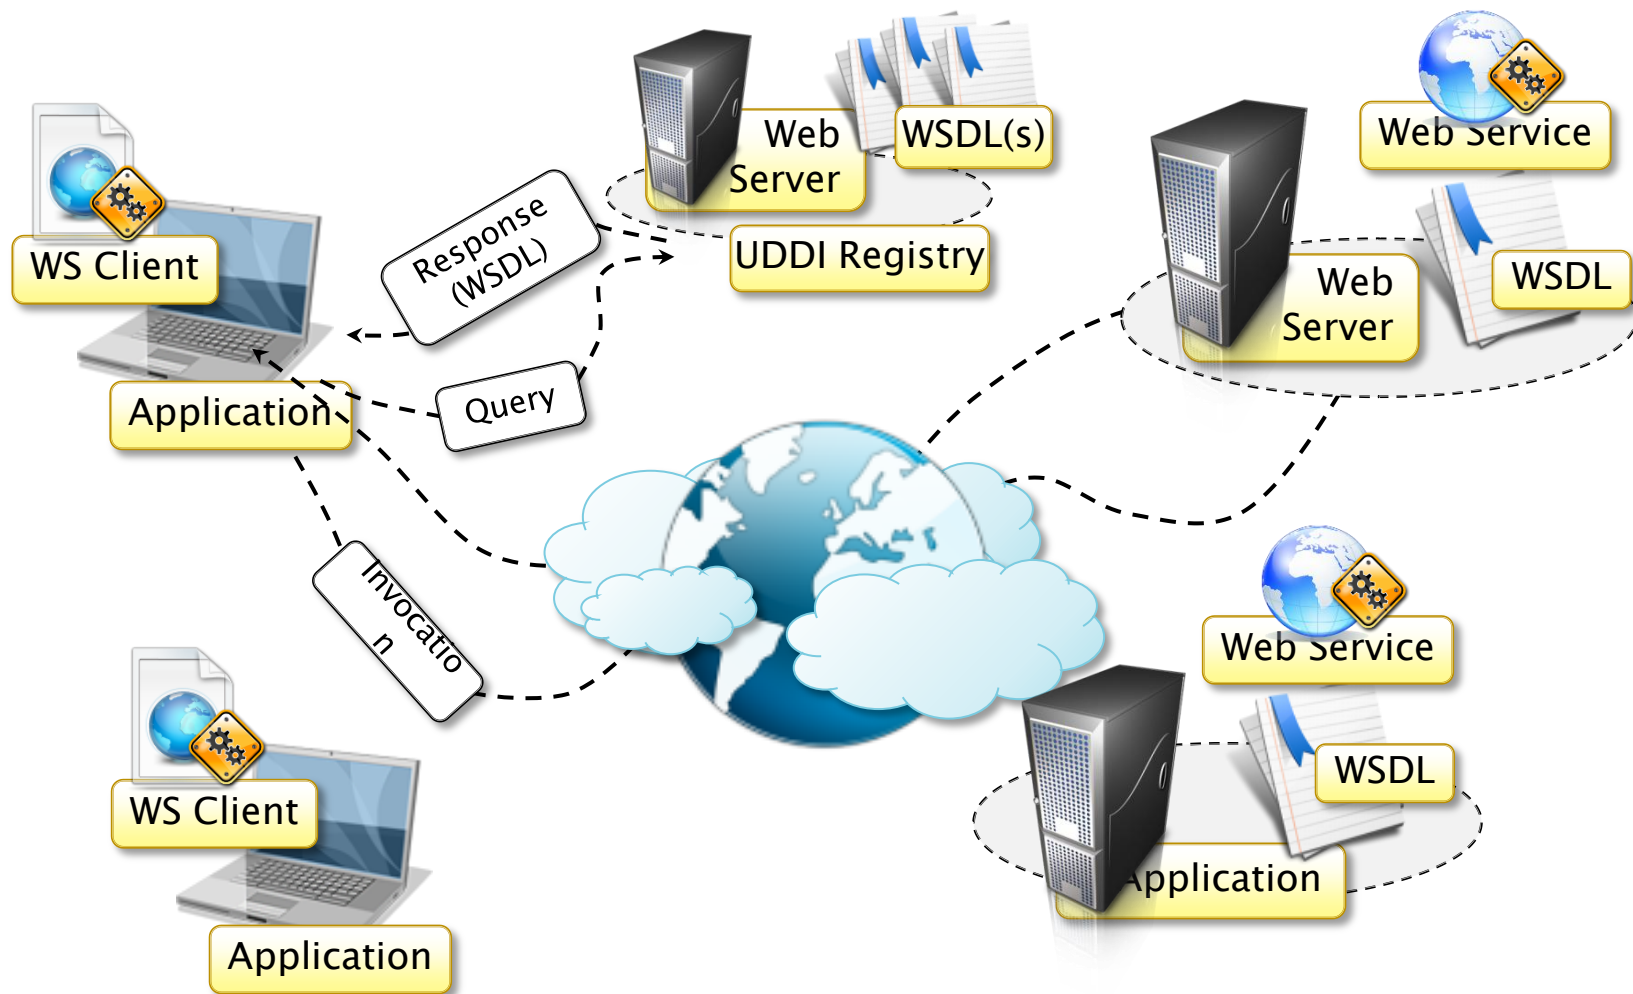 Web
Server
WSDL(s)
UDDI Registry
Web Service
Web
Server
WSDL
WS Client
Application
Response
(WSDL)
Query
Invocatio
n
Web Service
WSDL
Application
WS Client
Application